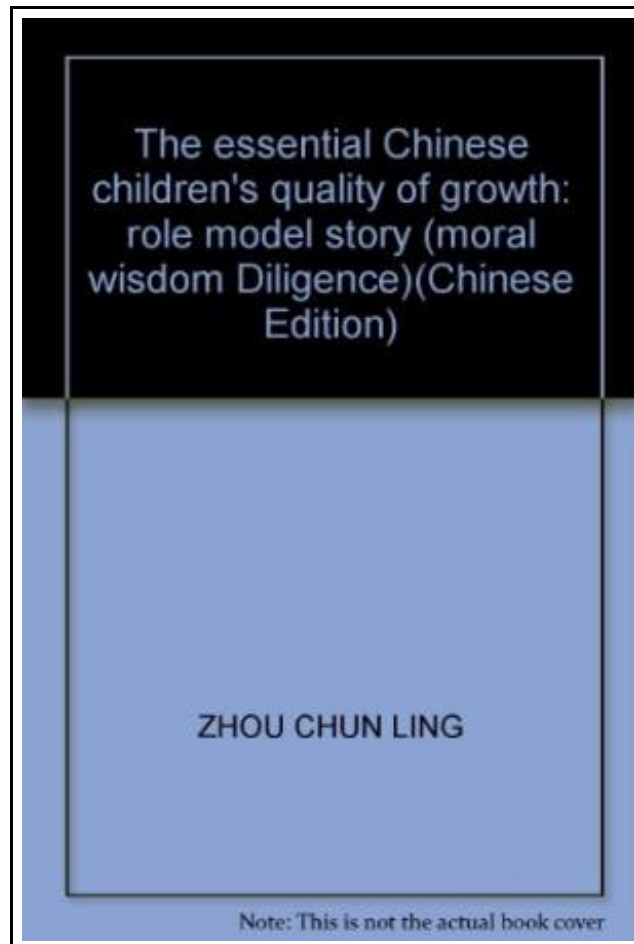 The essential Chinese
children's quality of growth:
role model story (moral
wisdom Diligence)(Chinese
Edition)
ZHOU CHUN LING
Note: This is not the actual book cover